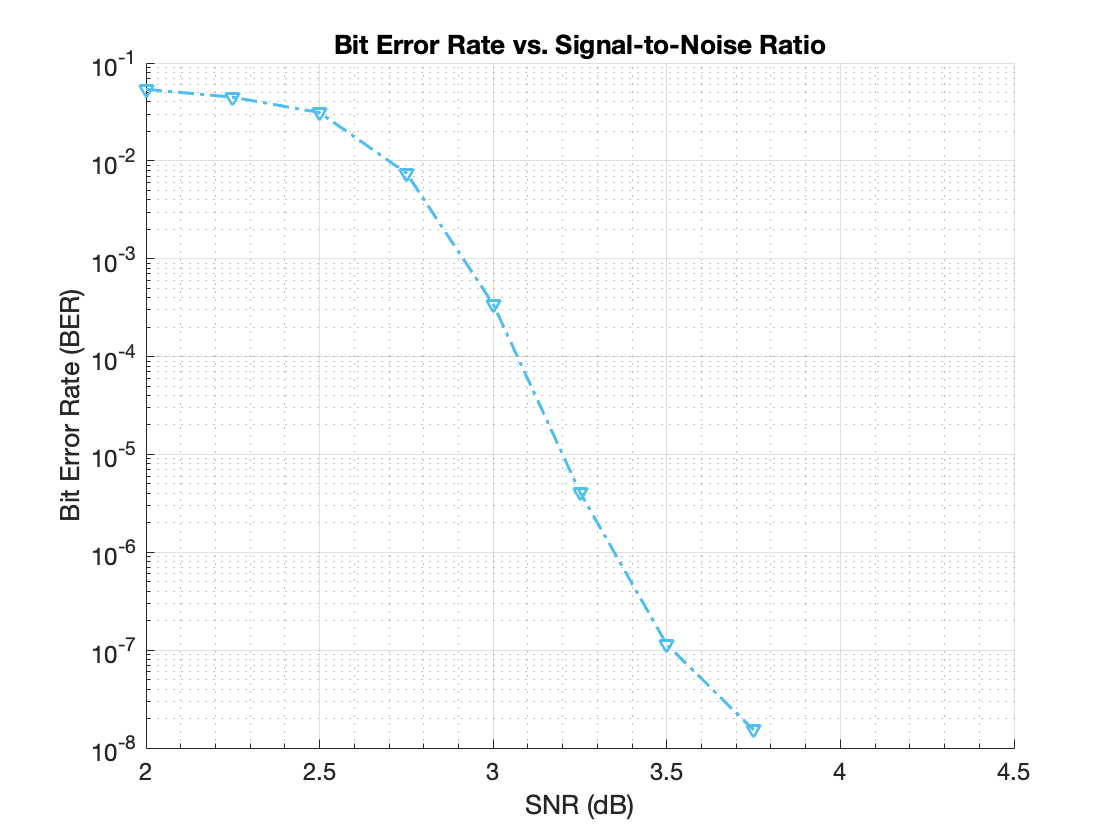 Bit Error Rate vs. Signal-to-Noise Ratio
10^-1
10^-2
10^-3
10^-4
10^-5
10^-6
10^-7
10^-8
Bit Error Rate (BER)
2 2.5 3 3.5 4 4.5
SNR (dB)